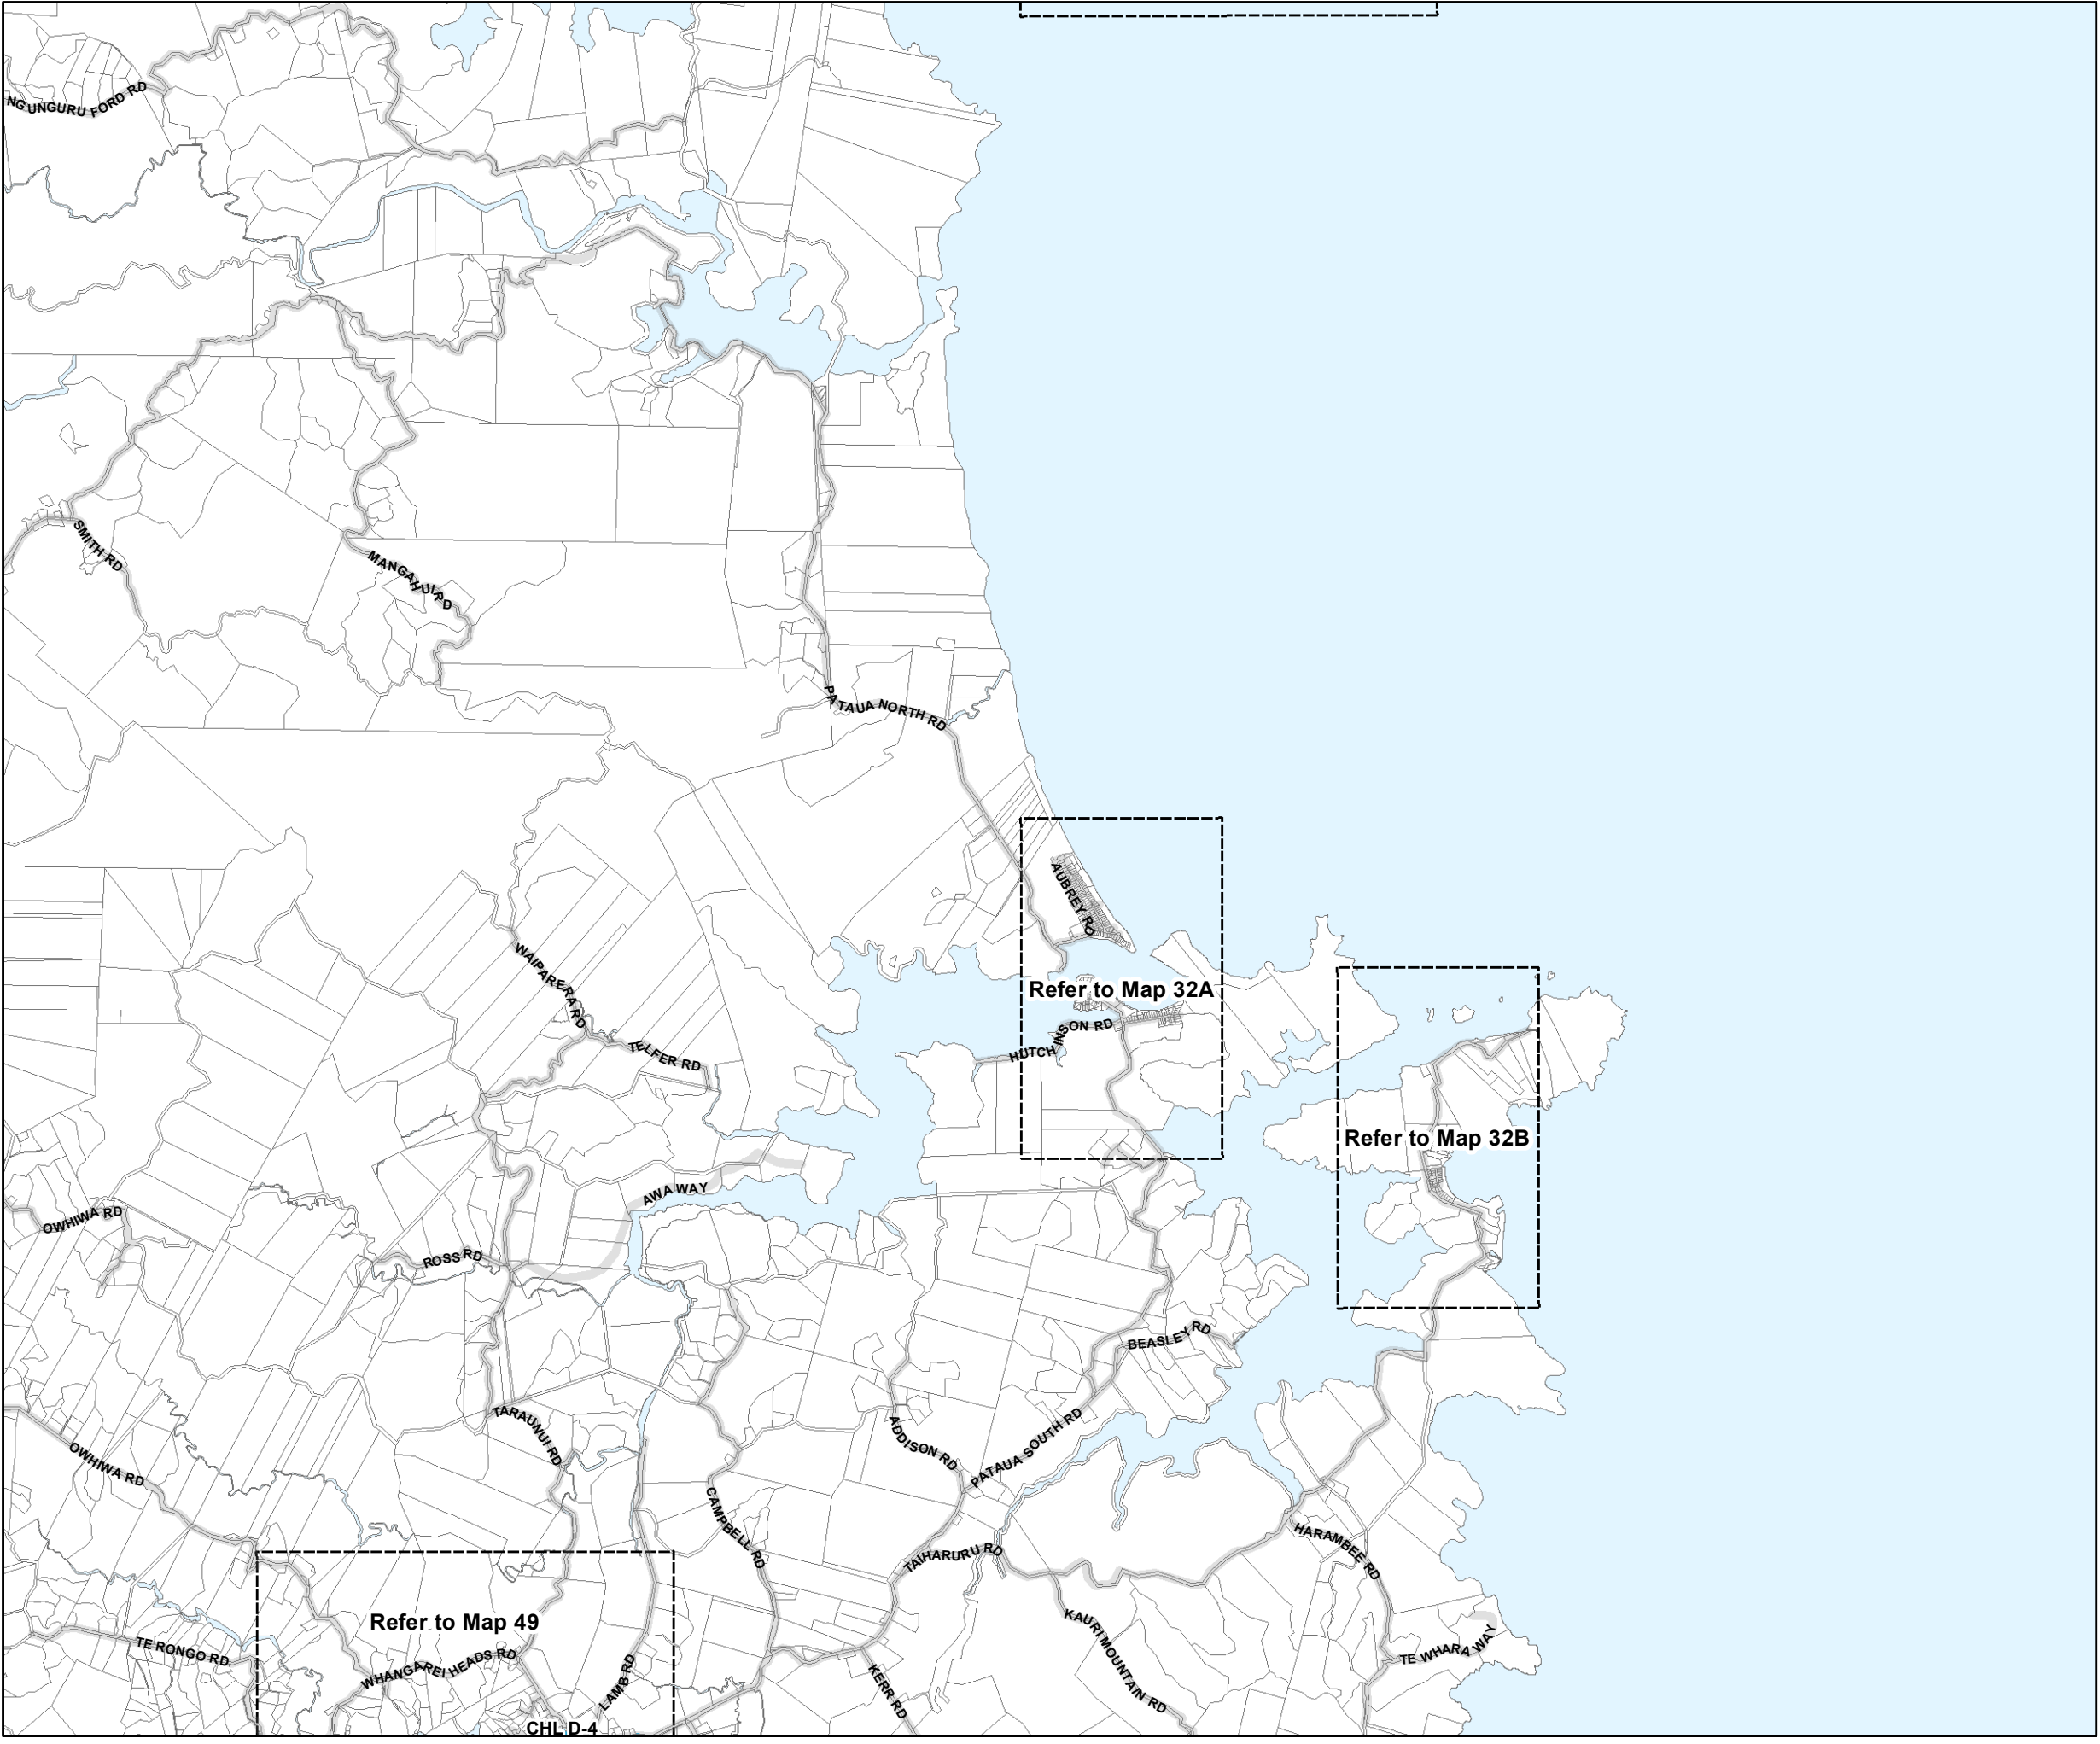 NGUNGURU FORD RD
SMITH RD
MANGAHUI RD
PATAUA NORTH RD
AUBREY RD
WAIPARERA RD
Refer to Map 32A
HUTCHINSON RD
TELFER RD
Refer to Map 32B
AWA WAY
OWHIWA RD
ROSS RD
BEASLEY RD
TARAUNUI RD
ADDISON RD
PATAUA SOUTH RD
OWHIWA RD
CAMPBELL RD
HARAMBEE RD
TAIHARURU RD
Refer to Map 49
KAURI MOUNTAIN RD
TE RONGO RD
WHANGAREI HEADS RD
TE WHARA WAY
LAMB RD
KERR RD
CHL D-4